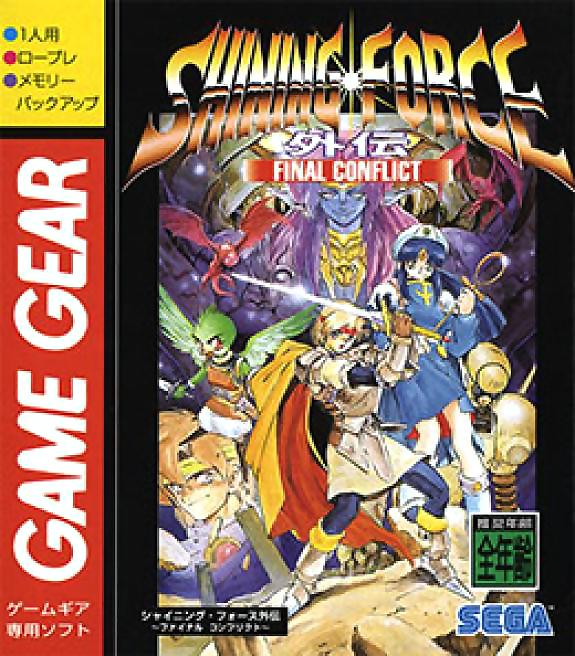 ●1人用
●ロープレ
●メモリー
バックアップ
GAME GEAR
ゲームギア
専用ソフト
SHINING FORCE
外伝
FINAL CONFLICT
推奨年齢
全年齢
シャイニング・フォース外伝
～ファイナル コンフリクト～
SEGA